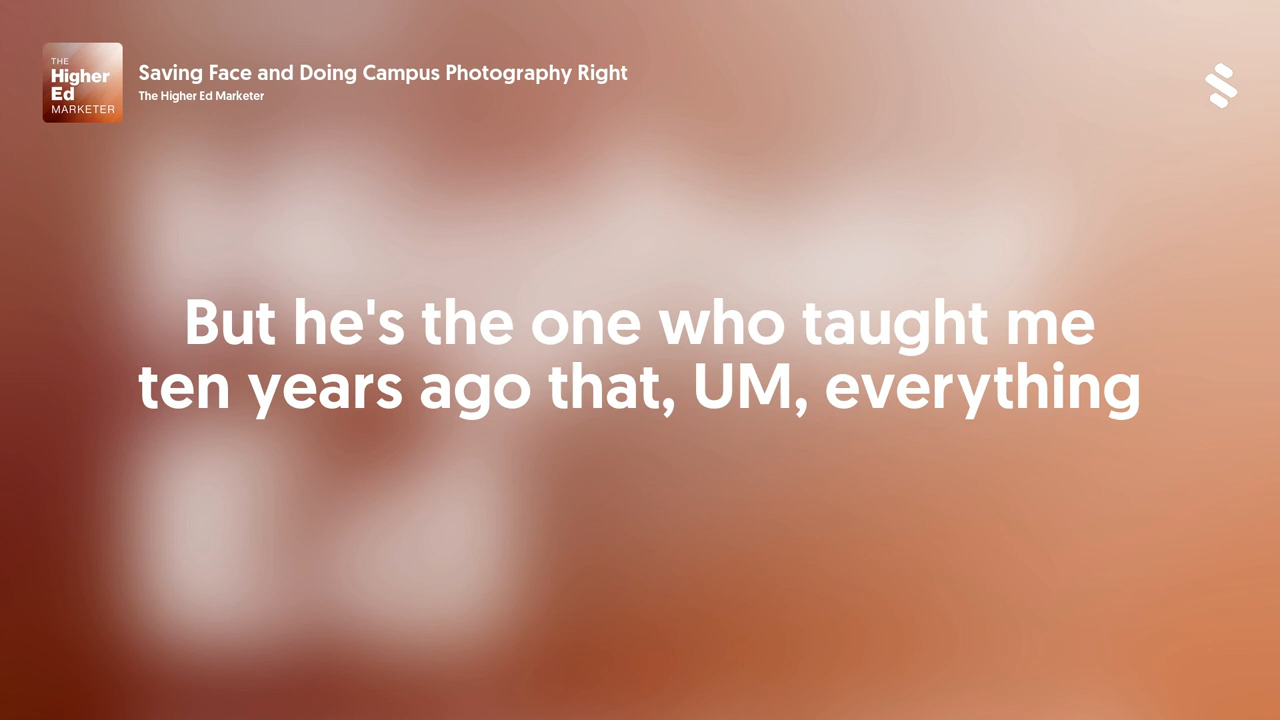 THE
Higher
Ed
MARKETER
Saving Face and Doing Campus Photography Right
The Higher Ed Marketer
But he's the one who taught me
ten years ago that, UM, everything